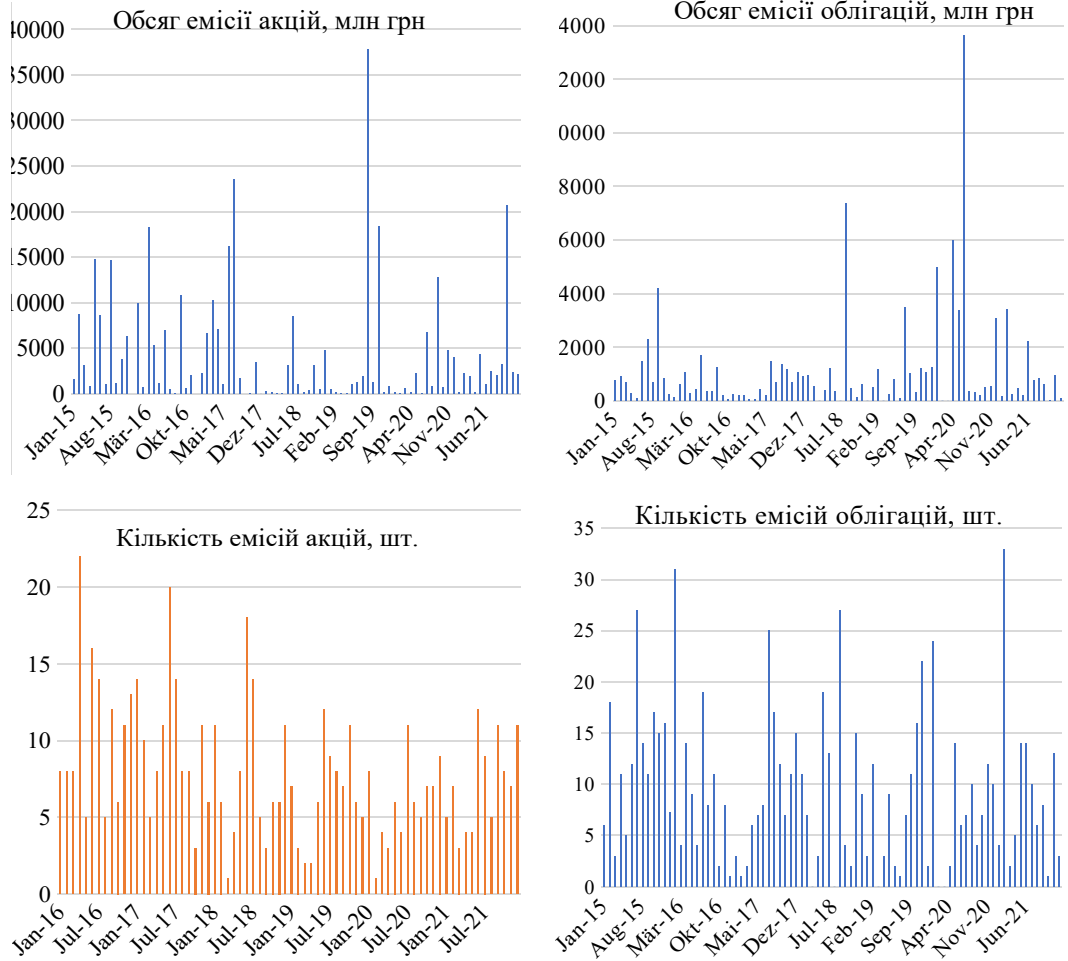 Обсяг емісії акцій, млн грн
40000
35000
30000
25000
20000
15000
10000
5000
0
Jan-15
Aug-15
Mär-16
Okt-16
Mai-17
Dez-17
Jul-18
Feb-19
Sep-19
Apr-20
Nov-20
Jun-21
Обсяг емісії облігацій, млн грн
4000
2000
0000
8000
6000
4000
2000
0
Jan-15
Aug-15
Mär-16
Okt-16
Mai-17
Dez-17
Jul-18
Feb-19
Sep-19
Apr-20
Nov-20
Jun-21
Кількість емісій акцій, шт.
25
20
15
10
5
0
Jan-16
Jul-16
Jan-17
Jul-17
Jan-18
Jul-18
Jan-19
Jul-19
Jan-20
Jul-20
Jan-21
Jul-21
Кількість емісій облігацій, шт.
35
30
25
20
15
10
5
0
Jan-15
Aug-15
Mär-16
Okt-16
Mai-17
Dez-17
Jul-18
Feb-19
Sep-19
Apr-20
Nov-20
Jun-21